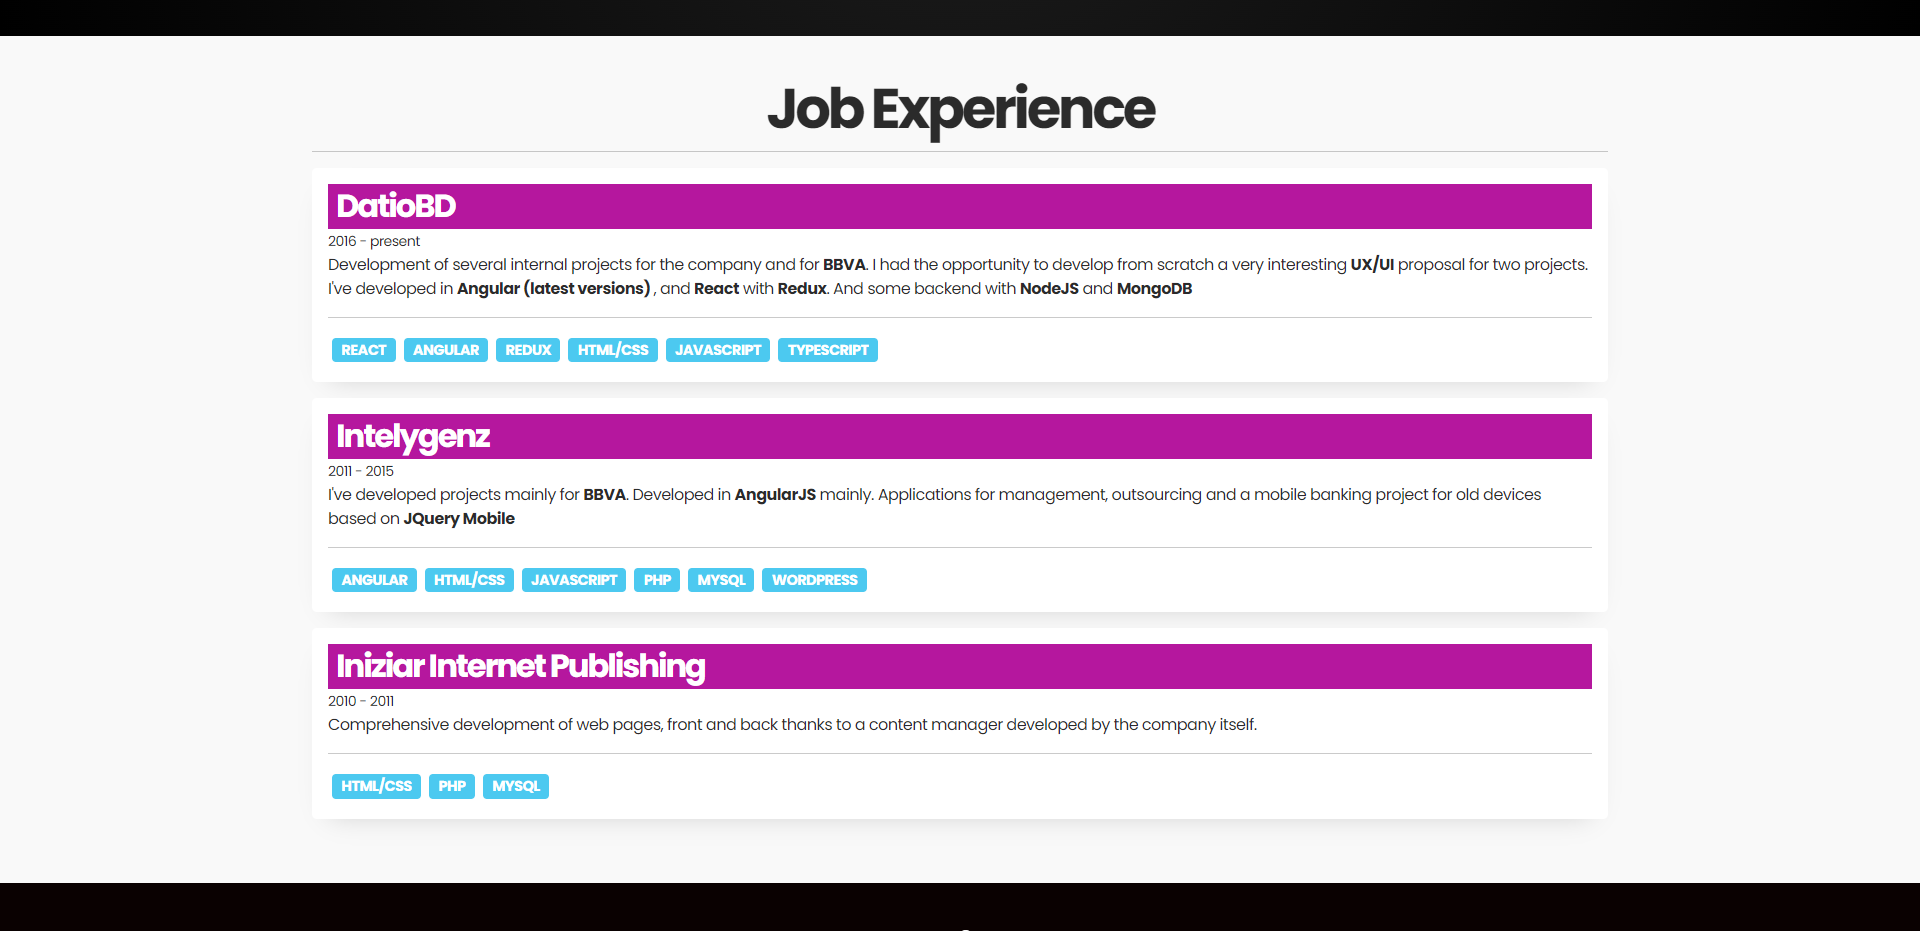 Job Experience
DatioBD
2016 - present
Development of several internal projects for the company and for BBVA. I had the opportunity to develop from scratch a very interesting UX/UI proposal for two projects.
I've developed in Angular (latest versions) , and React with Redux. And some backend with NodeJS and MongoDB
REACT ANGULAR REDUX HTML/CSS JAVASCRIPT TYPESCRIPT
Intelygenz
2011 - 2015
I've developed projects mainly for BBVA. Developed in AngularJS mainly. Applications for management, outsourcing and a mobile banking project for old devices
based on JQuery Mobile
ANGULAR HTML/CSS JAVASCRIPT PHP MYSQL WORDPRESS
Iniziar Internet Publishing
2010 - 2011
Comprehensive development of web pages, front and back thanks to a content manager developed by the company itself.
HTML/CSS PHP MYSQL